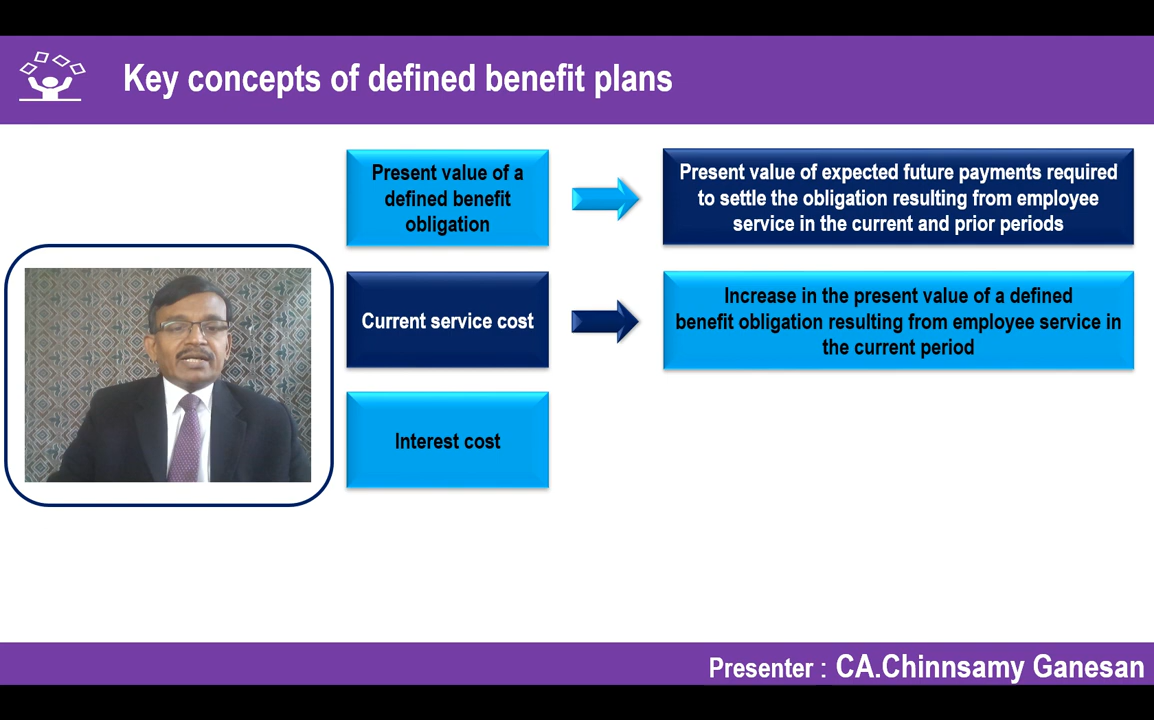 Key concepts of defined benefit plans
Present value of a
defined benefit
obligation
Present value of expected future payments required
to settle the obligation resulting from employee
service in the current and prior periods
Current service cost
Increase in the present value of a defined
benefit obligation resulting from employee service in
the current period
Interest cost
Presenter : CA.Chinnsamy Ganesan